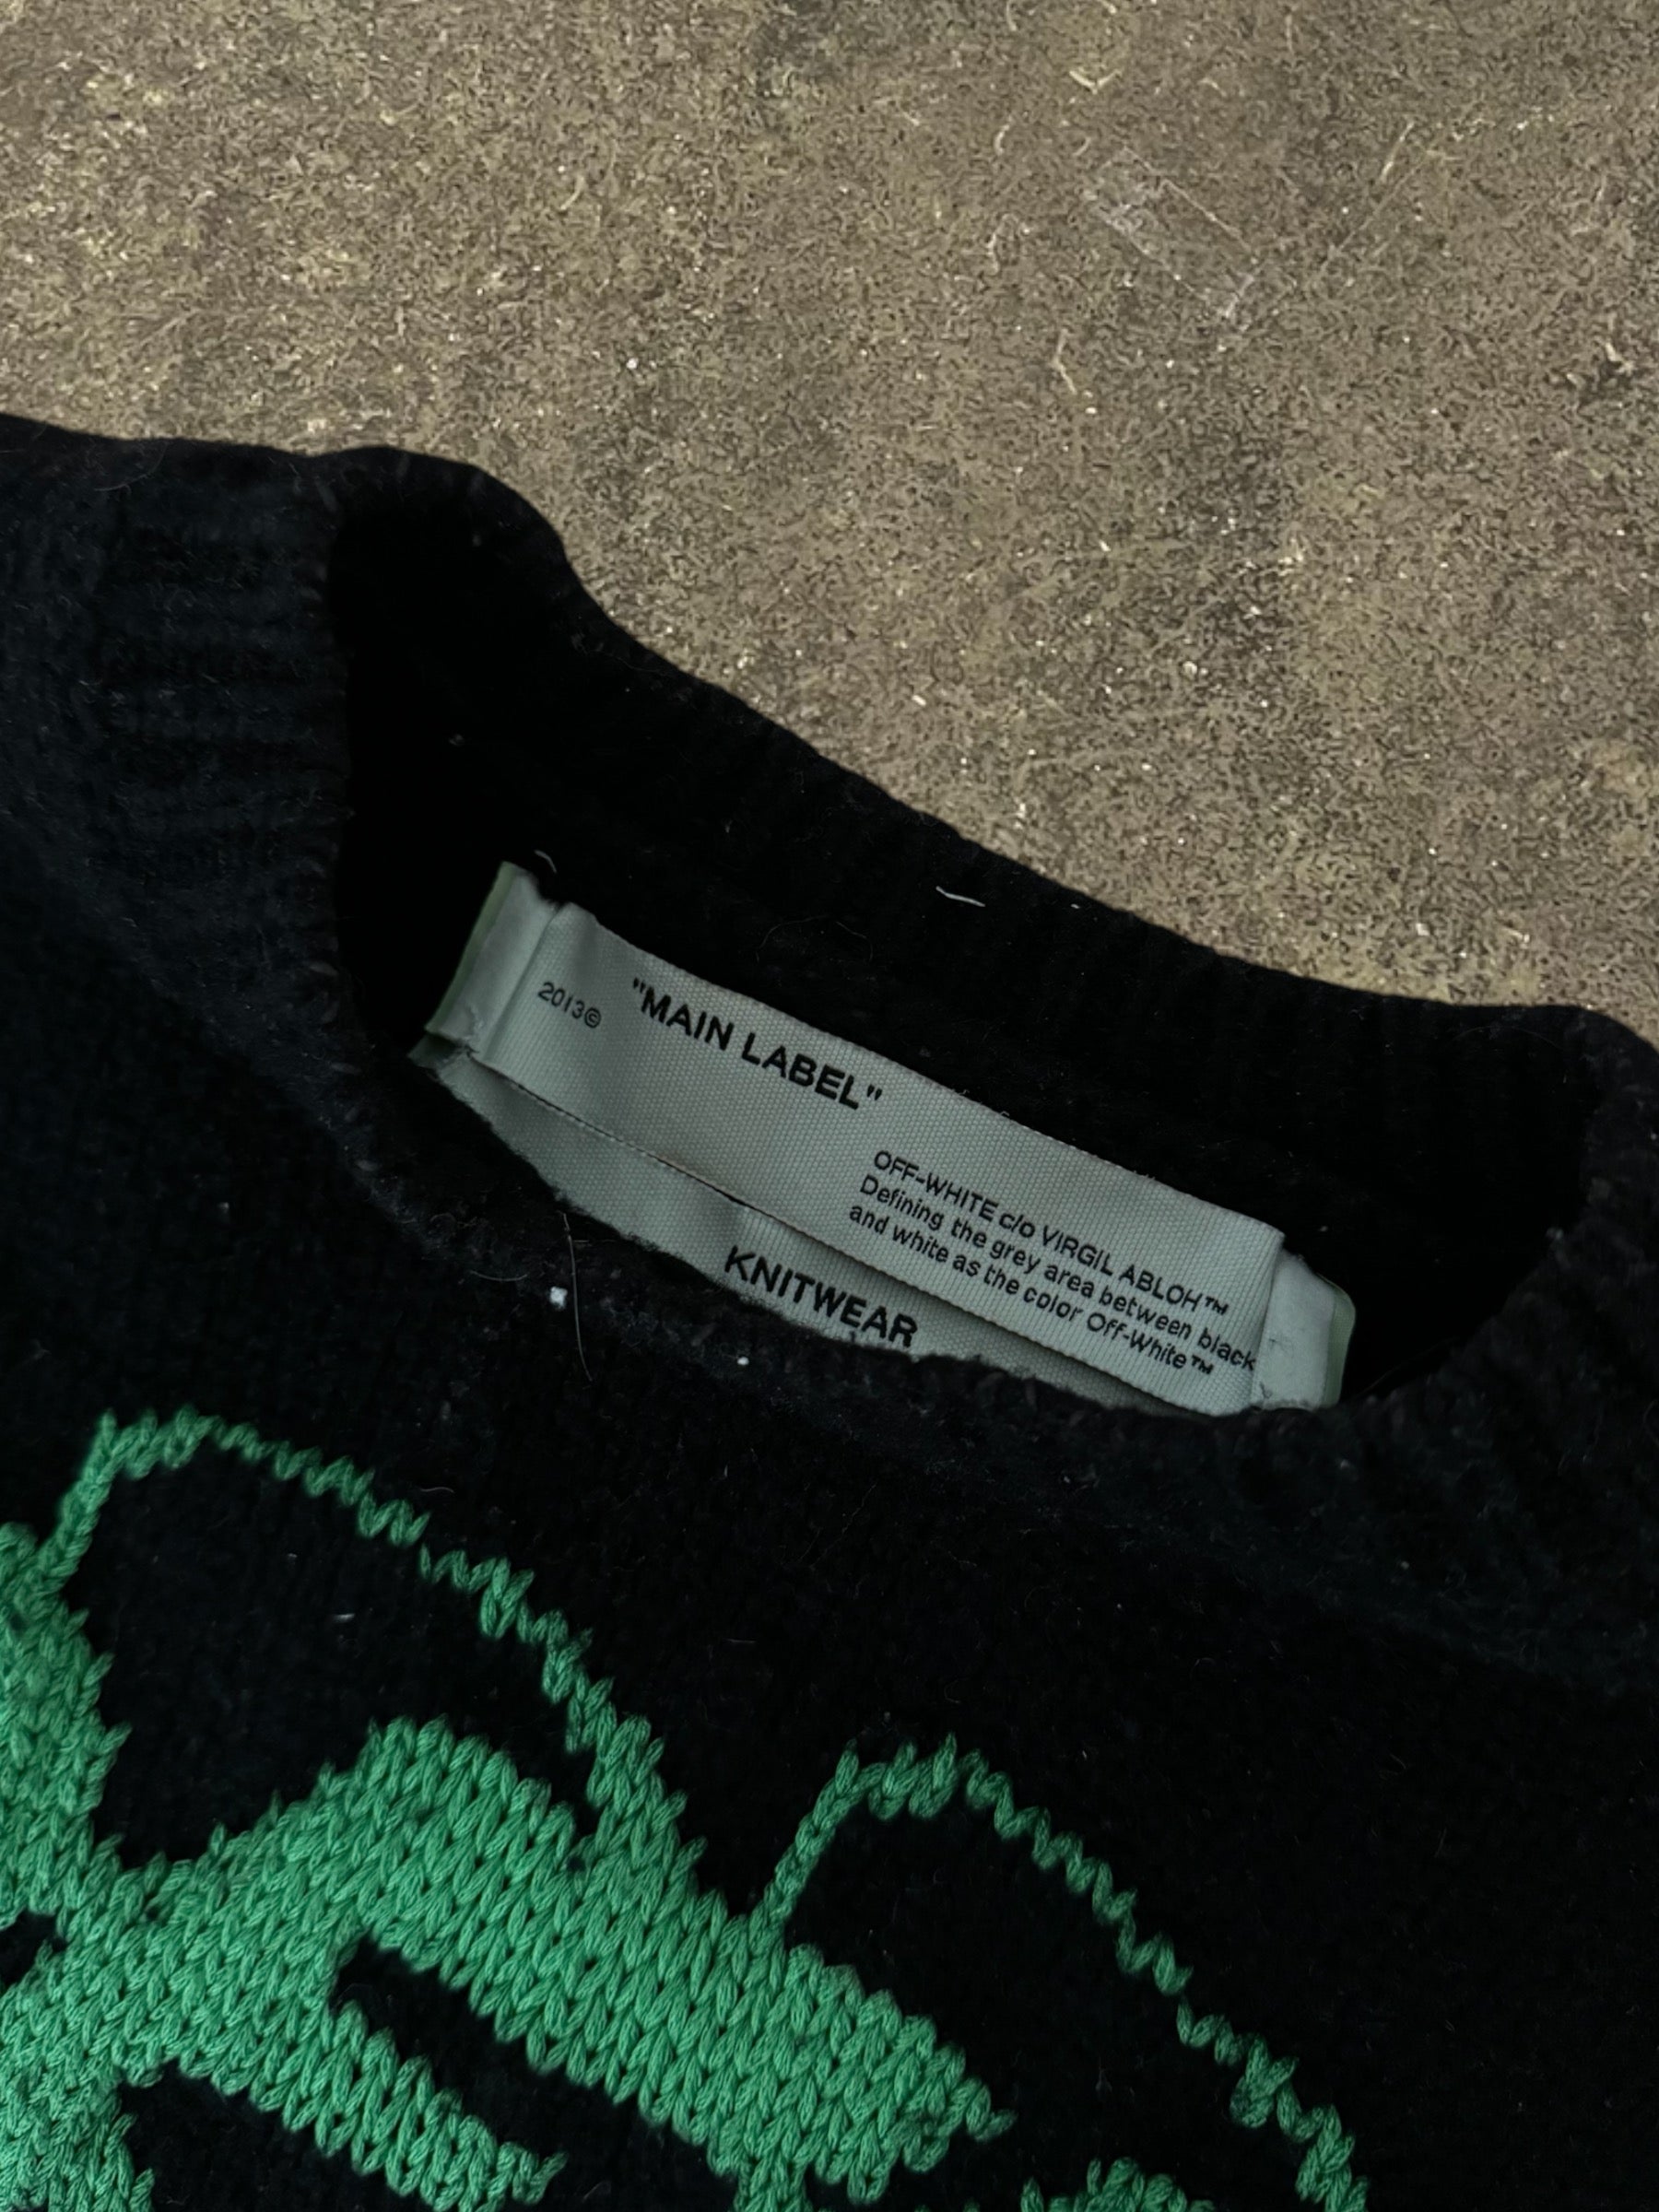 2013©
"MAIN LABEL"
OFF-WHITE c/o VIRGIL ABLOH™
Defining the grey area between black
and white as the color Off-White™
KNITWEAR